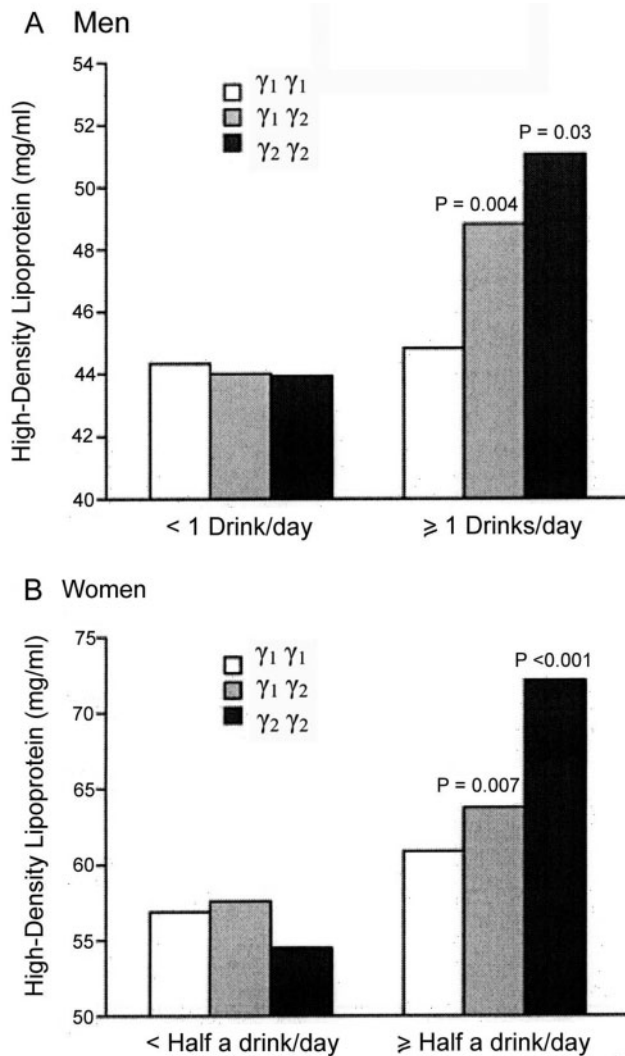 A Men
High-Density Lipoprotein (mg/ml)
54
52
50
48
46
44
42
40
γ₁ γ₁
γ₁ γ₂
γ₂ γ₂
P = 0.03
P = 0.004
< 1 Drink/day
⩾ 1 Drinks/day
B Women
High-Density Lipoprotein (mg/ml)
75
70
65
60
55
50
γ₁ γ₁
γ₁ γ₂
γ₂ γ₂
P <0.001
P = 0.007
< Half a drink/day
⩾ Half a drink/day